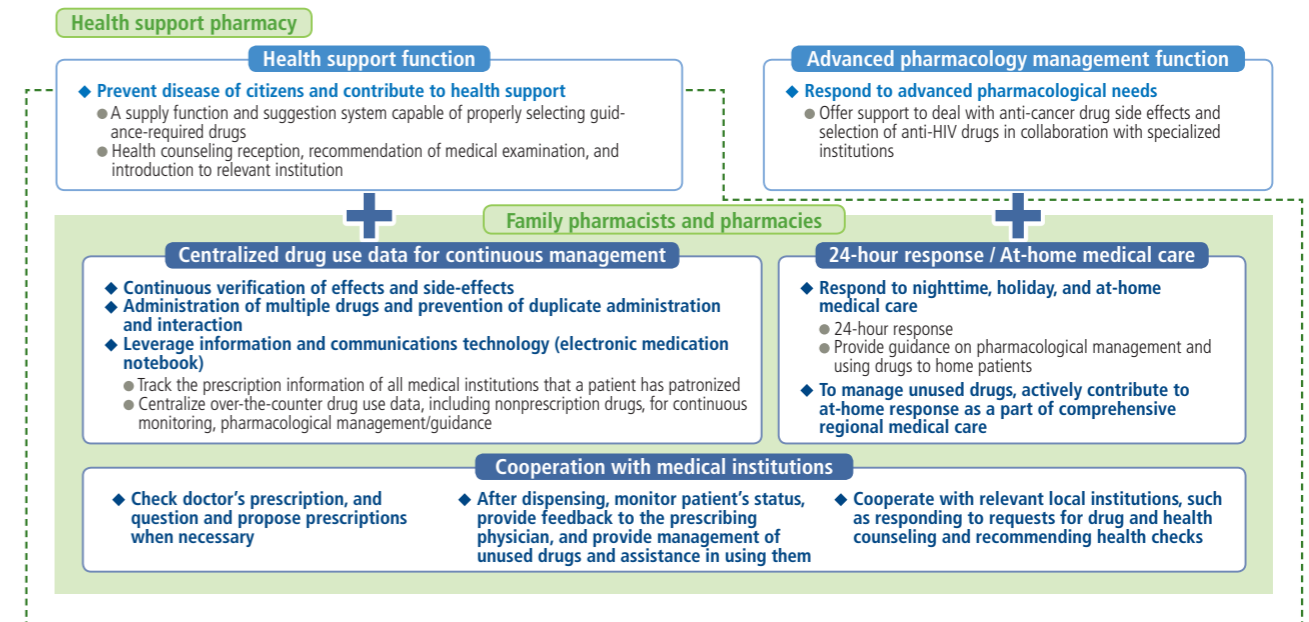 Health support pharmacy
Health support function
◆ Prevent disease of citizens and contribute to health support
● A supply function and suggestion system capable of properly selecting guid-
ance-required drugs
● Health counseling reception, recommendation of medical examination, and
introduction to relevant institution
Advanced pharmacology management function
◆ Respond to advanced pharmacological needs
● Offer support to deal with anti-cancer drug side effects and
selection of anti-HIV drugs in collaboration with specialized
institutions
Family pharmacists and pharmacies
Centralized drug use data for continuous management
◆ Continuous verification of effects and side-effects
◆ Administration of multiple drugs and prevention of duplicate administration
and interaction
◆ Leverage information and communications technology (electronic medication
notebook)
● Track the prescription information of all medical institutions that a patient has patronized
● Centralize over-the-counter drug use data, including nonprescription drugs, for continuous
monitoring, pharmacological management/guidance
24-hour response / At-home medical care
◆ Respond to nighttime, holiday, and at-home
medical care
● 24-hour response
● Provide guidance on pharmacological management and
using drugs to home patients
◆ To manage unused drugs, actively contribute to
at-home response as a part of comprehensive
regional medical care
Cooperation with medical institutions
◆ Check doctor's prescription, and
question and propose prescriptions
when necessary
◆ After dispensing, monitor patient's status,
provide feedback to the prescribing
physician, and provide management of
unused drugs and assistance in using them
◆ Cooperate with relevant local institutions, such
as responding to requests for drug and health
counseling and recommending health checks